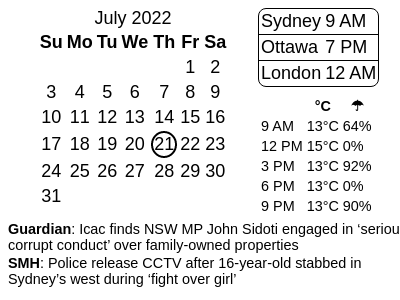 July 2022
Su Mo Tu We Th Fr Sa
1 2
3 4 5 6 7 8 9
10 11 12 13 14 15 16
17 18 19 20 21 22 23
24 25 26 27 28 29 30
31
Sydney 9 AM
Ottawa 7 PM
London 12 AM
°C ☂
9 AM 13°C 64%
12 PM 15°C 0%
3 PM 13°C 92%
6 PM 13°C 0%
9 PM 13°C 90%
Guardian: Icac finds NSW MP John Sidoti engaged in ‘seriou
corrupt conduct’ over family-owned properties
SMH: Police release CCTV after 16-year-old stabbed in
Sydney’s west during ‘fight over girl’